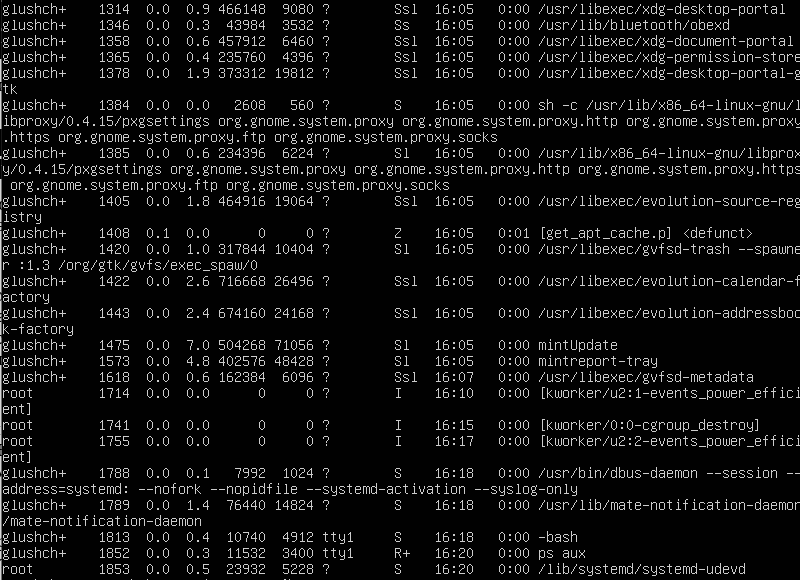 glushch+    1314  0.0  0.9 466148  9080 ?        Ssl  16:05   0:00 /usr/libexec/xdg-desktop-portal
glushch+    1346  0.0  0.3  43984  3532 ?        Ss   16:05   0:00 /usr/lib/bluetooth/obexd
glushch+    1358  0.0  0.6 457912  6460 ?        Ssl  16:05   0:00 /usr/libexec/xdg-document-portal
glushch+    1365  0.0  0.4 235760  4396 ?        Ssl  16:05   0:00 /usr/libexec/xdg-permission-store
glushch+    1378  0.0  1.9 373312 19812 ?        Ssl  16:05   0:00 /usr/libexec/xdg-desktop-portal-g
tk
glushch+    1384  0.0  0.0   2608   560 ?        S    16:05   0:00 sh -c /usr/lib/x86_64-linux-gnu/l
ibproxy/0.4.15/pxgsettings org.gnome.system.proxy org.gnome.system.proxy.http org.gnome.system.proxy
.https org.gnome.system.proxy.ftp org.gnome.system.proxy.socks
glushch+    1385  0.0  0.6 234396  6224 ?        Sl   16:05   0:00 /usr/lib/x86_64-linux-gnu/libprox
y/0.4.15/pxgsettings org.gnome.system.proxy org.gnome.system.proxy.http org.gnome.system.proxy.https
 org.gnome.system.proxy.ftp org.gnome.system.proxy.socks
glushch+    1405  0.0  1.8 464916 19064 ?        Ssl  16:05   0:00 /usr/libexec/evolution-source-reg
istry
glushch+    1408  0.1  0.0      0     0 ?        Z    16:05   0:01 [get_apt_cache.p] <defunct>
glushch+    1420  0.0  1.0 317844 10404 ?        Sl   16:05   0:00 /usr/libexec/gvfsd-trash --spawne
r :1.3 /org/gtk/gvfs/exec_spaw/0
glushch+    1422  0.0  2.6 716668 26496 ?        Ssl  16:05   0:00 /usr/libexec/evolution-calendar-f
actory
glushch+    1443  0.0  2.4 674160 24168 ?        Ssl  16:05   0:00 /usr/libexec/evolution-addressboo
k-factory
glushch+    1475  0.0  7.0 504268 71056 ?        Sl   16:05   0:00 mintUpdate
glushch+    1573  0.0  4.8 402576 48428 ?        Sl   16:05   0:00 mintreport-tray
glushch+    1618  0.0  0.6 162384  6096 ?        Ssl  16:07   0:00 /usr/libexec/gvfsd-metadata
root        1714  0.0  0.0      0     0 ?        I    16:10   0:00 [kworker/u2:1-events_power_effici
ent]
root        1741  0.0  0.0      0     0 ?        I    16:15   0:00 [kworker/0:0-cgroup_destroy]
root        1755  0.0  0.0      0     0 ?        I    16:17   0:00 [kworker/u2:2-events_power_effici
ent]
glushch+    1788  0.0  0.1   7992  1024 ?        S    16:18   0:00 /usr/bin/dbus-daemon --session --
address=systemd: --nofork --nopidfile --systemd-activation --syslog-only
glushch+    1789  0.0  1.4  76440 14824 ?        S    16:18   0:00 /usr/lib/mate-notification-daemon
/mate-notification-daemon
glushch+    1813  0.0  0.4  10740  4912 tty1     S    16:18   0:00 -bash
glushch+    1852  0.0  0.3  11532  3400 tty1     R+   16:20   0:00 ps aux
root        1853  0.0  0.5  23932  5228 ?        S    16:20   0:00 /lib/systemd/systemd-udevd